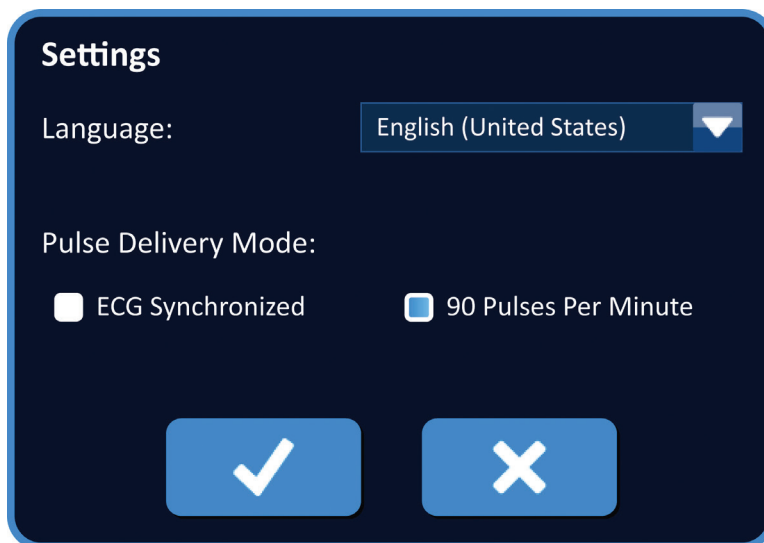 Settings
Language: English (United States)
Pulse Delivery Mode:
ECG Synchronized 90 Pulses Per Minute